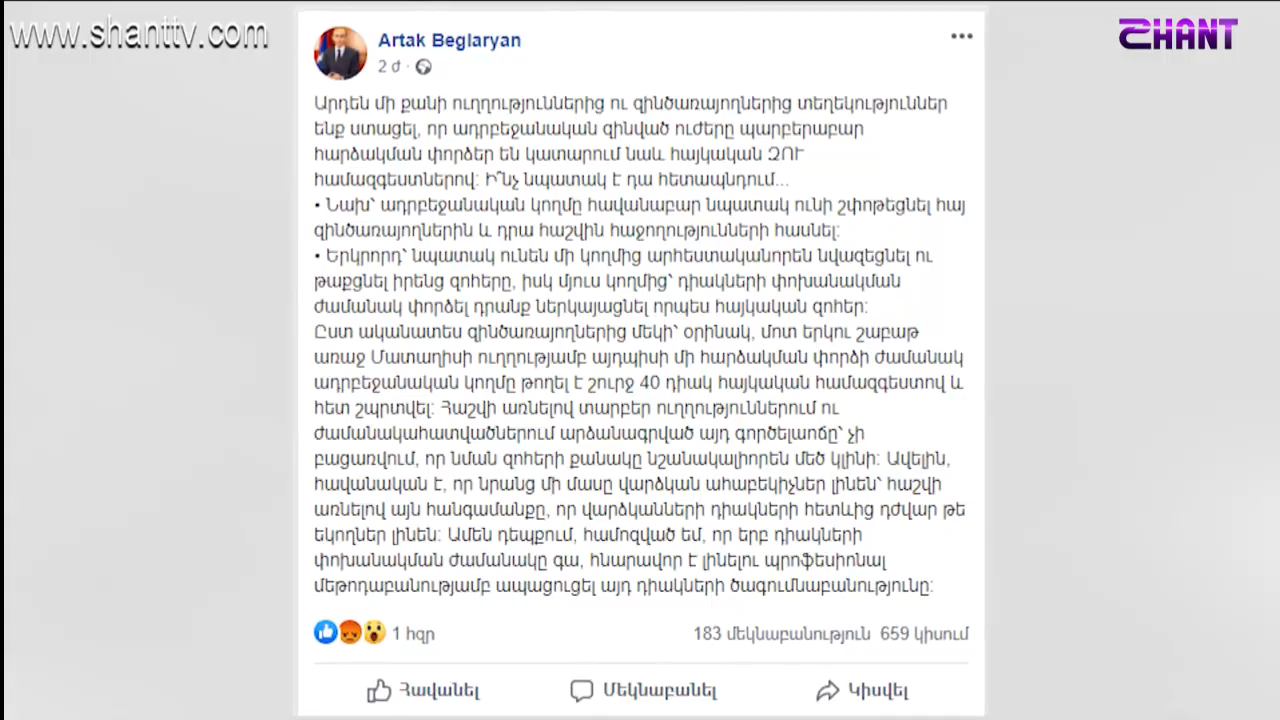 www.shanttv.com
SHANT
Artak Beglaryan
2 ժ ·
Արդեն մի քանի ուղղություններից ու զինծառայողներից տեղեկություններ
ենք ստացել, որ ադրբեջանական զինված ուժերը պարբերաբար
հարձակման փորձեր են կատարում նաև հայկական ԶՈՒ
համազգեստներով: Ի՞նչ նպատակ է դա հետապնդում...
• Նախ՝ ադրբեջանական կողմը հավանաբար նպատակ ունի շփոթեցնել հայ
զինծառայողներին և դրա հաշվին հաջողությունների հասնել:
• Երկրորդ՝ նպատակ ունեն մի կողմից արհեստականորեն նվազեցնել ու
թաքցնել իրենց զոհերը, իսկ մյուս կողմից՝ դիակների փոխանակման
ժամանակ փորձել դրանք ներկայացնել որպես հայկական զոհեր:
Ըստ ականատես զինծառայողներից մեկի՝ օրինակ, մոտ երկու շաբաթ
առաջ Մատաղիսի ուղղությամբ այդպիսի մի հարձակման փորձի ժամանակ
ադրբեջանական կողմը թողել է շուրջ 40 դիակ հայկական համազգեստով և
հետ շպրտվել: Հաշվի առնելով տարբեր ուղղություններում ու
ժամանակահատվածներում արձանագրված այդ գործելաոճը՝ չի
բացառվում, որ նման զոհերի քանակը նշանակալիորեն մեծ կլինի: Ավելին,
հավանական է, որ նրանց մի մասը վարձկան ահաբեկիչներ լինեն՝ հաշվի
առնելով այն հանգամանքը, որ վարձկանների դիակների հետևից դժվար թե
եկողներ լինեն: Ամեն դեպքում, համոզված եմ, որ երբ դիակների
փոխանակման ժամանակը գա, հնարավոր է լինելու պրոֆեսիոնալ
մեթոդաբանությամբ ապացուցել այդ դիակների ծագումնաբանությունը:
1 հզր
183 մեկնաբանություն 659 կիսում
Հավանել
Մեկնաբանել
Կիսվել